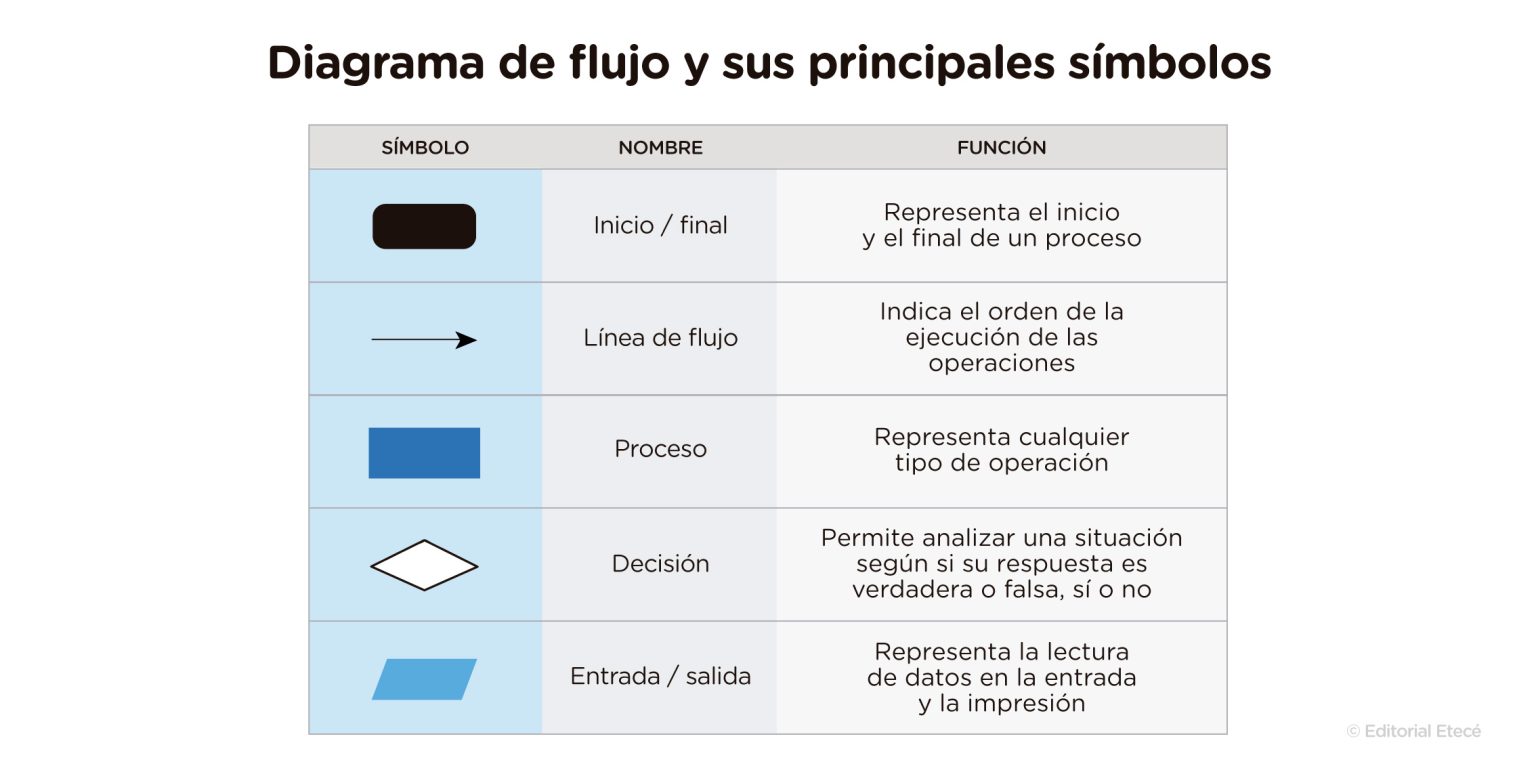 Diagrama de flujo y sus principales símbolos
SÍMBOLO
NOMBRE
FUNCIÓN
Inicio / final
Representa el inicio
y el final de un proceso
Línea de flujo
Indica el orden de la
ejecución de las
operaciones
Proceso
Representa cualquier
tipo de operación
Decisión
Permite analizar una situación
según si su respuesta es
verdadera o falsa, sí o no
Entrada / salida
Representa la lectura
de datos en la entrada
y la impresión
© Editorial Etecé